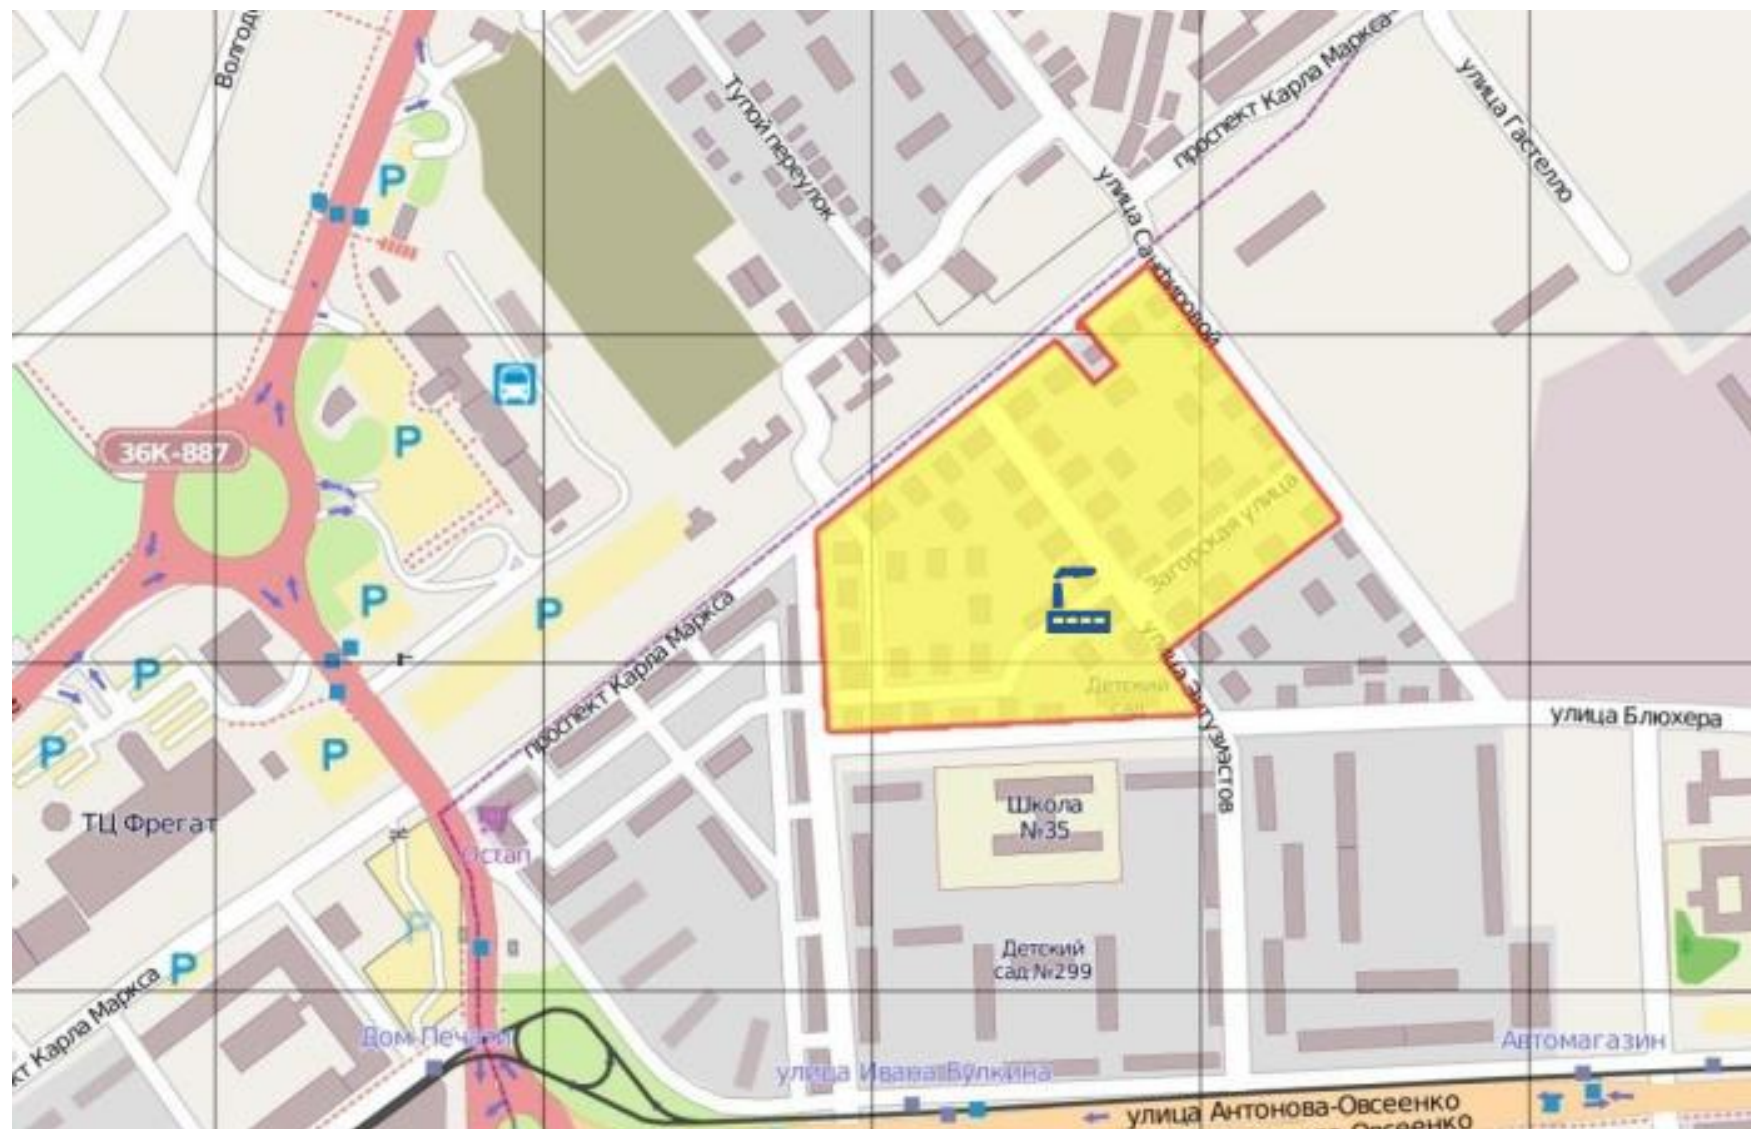 Тупой переулок
проспект Карла Маркса
улица Гастелло
улица Санфировой
P
36К-887
P
Загорская улица
P
P
проспект Карла Маркса
улица Энтузиастов
P
Детский
сад
улица Блюхера
P
P
ТЦ Фрегат
Школа
№35
Остап
Детский
сад №299
P
кт Карла Маркса
Дом Печати
Автомагазин
улица Ивана Булкина
улица Антонова-Овсеенко